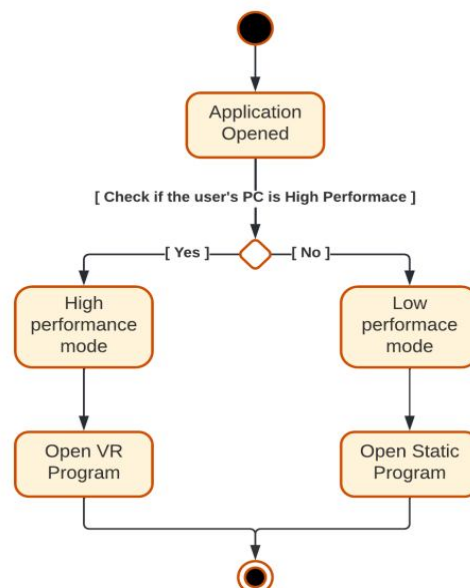 Application
Opened
[ Check if the user's PC is High Performace ]
[ Yes ]
[ No ]
High
performance
mode
Low
performace
mode
Open VR
Program
Open Static
Program